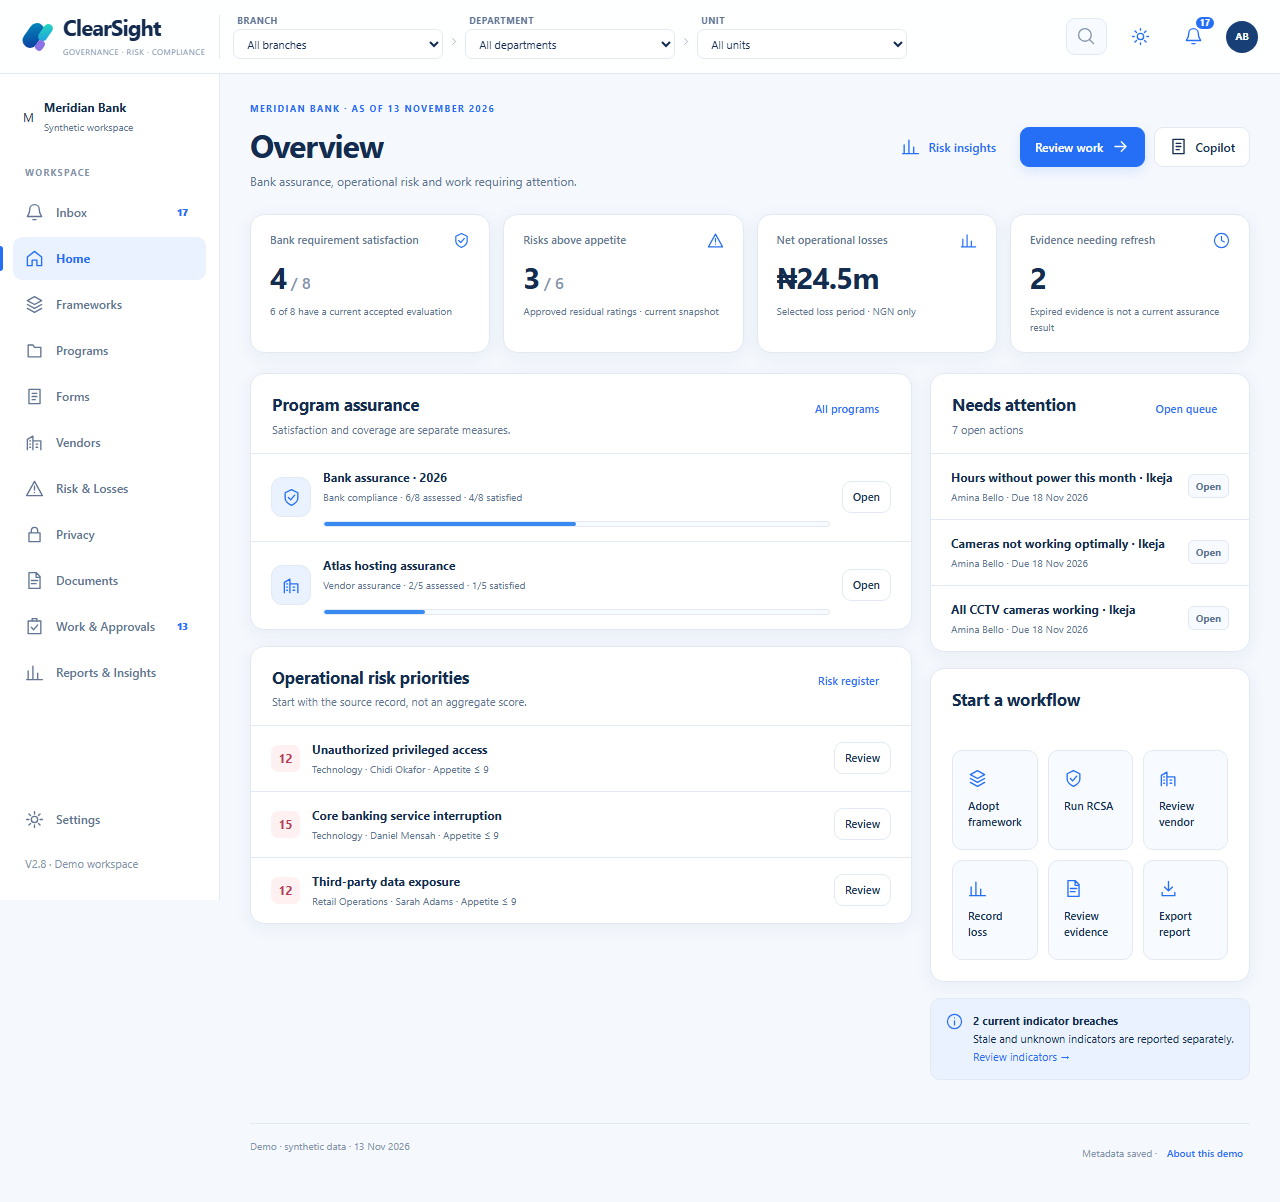 ClearSight
GOVERNANCE · RISK · COMPLIANCE
BRANCH
All branches
DEPARTMENT
All departments
UNIT
All units
17
AB
M
Meridian Bank
Synthetic workspace
WORKSPACE
Inbox 17
Home
Frameworks
Programs
Forms
Vendors
Risk & Losses
Privacy
Documents
Work & Approvals 13
Reports & Insights
Settings
V2.8 · Demo workspace
MERIDIAN BANK · AS OF 13 NOVEMBER 2026
Overview
Bank assurance, operational risk and work requiring attention.
Risk insights
Review work →
Copilot
Bank requirement satisfaction
4 / 8
6 of 8 have a current accepted evaluation
Risks above appetite
3 / 6
Approved residual ratings · current snapshot
Net operational losses
₦24.5m
Selected loss period · NGN only
Evidence needing refresh
2
Expired evidence is not a current assurance
result
Program assurance
Satisfaction and coverage are separate measures.
All programs
Bank assurance · 2026
Bank compliance · 6/8 assessed · 4/8 satisfied
Open
Atlas hosting assurance
Vendor assurance · 2/5 assessed · 1/5 satisfied
Open
Operational risk priorities
Start with the source record, not an aggregate score.
Risk register
12
Unauthorized privileged access
Technology · Chidi Okafor · Appetite ≤ 9
Review
15
Core banking service interruption
Technology · Daniel Mensah · Appetite ≤ 9
Review
12
Third-party data exposure
Retail Operations · Sarah Adams · Appetite ≤ 9
Review
Needs attention
7 open actions
Open queue
Hours without power this month · Ikeja
Amina Bello · Due 18 Nov 2026
Open
Cameras not working optimally · Ikeja
Amina Bello · Due 18 Nov 2026
Open
All CCTV cameras working · Ikeja
Amina Bello · Due 18 Nov 2026
Open
Start a workflow
Adopt
framework
Run RCSA
Review
vendor
Record
loss
Review
evidence
Export
report
2 current indicator breaches
Stale and unknown indicators are reported separately.
Review indicators →
Demo · synthetic data · 13 Nov 2026
Metadata saved · About this demo